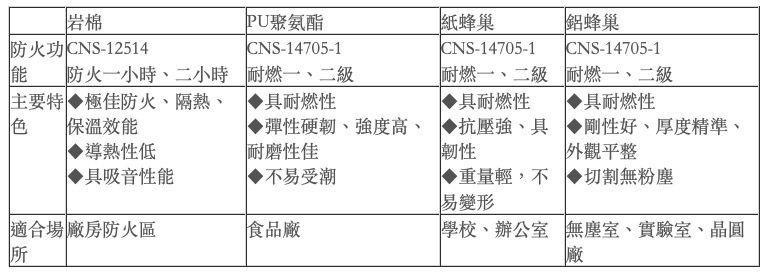 岩棉 PU聚氨酯 紙蜂巢 鋁蜂巢
防火功能
CNS-12514
防火一小時、二小時
CNS-14705-1
耐燃一、二級
CNS-14705-1
耐燃一、二級
CNS-14705-1
耐燃一、二級
主要特色
◆極佳防火、隔熱、
保溫效能
◆導熱性低
◆具吸音性能
◆具耐燃性
◆彈性硬韌、強度高、
耐磨性佳
◆不易受潮
◆具耐燃性
◆抗壓強、具
韌性
◆重量輕，不
易變形
◆具耐燃性
◆剛性好、厚度精準、
外觀平整
◆切割無粉塵
適合場
所
廠房防火區
食品廠
學校、辦公室
無塵室、實驗室、晶圓
廠